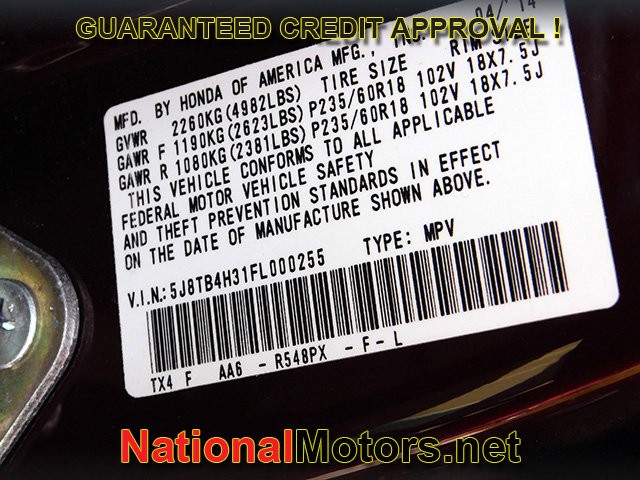 GUARANTEED CREDIT APPROVAL !
04/14
MFD. BY HONDA OF AMERICA MFG.,
GVWR 2260KG(4982LBS) TIRE SIZE RIM SIZE
GAWR F 1190KG(2623LBS) P235/60R18 102V 18X7.5J
GAWR R 1080KG(2381LBS) P235/60R18 102V 18X7.5J
THIS VEHICLE CONFORMS TO ALL APPLICABLE
FEDERAL MOTOR VEHICLE SAFETY
AND THEFT PREVENTION STANDARDS IN EFFECT
ON THE DATE OF MANUFACTURE SHOWN ABOVE.
V.I.N.:5J8TB4H31FL000255 TYPE: MPV
TX4 F AA6 - R548PX - F - L
NationalMotors.net